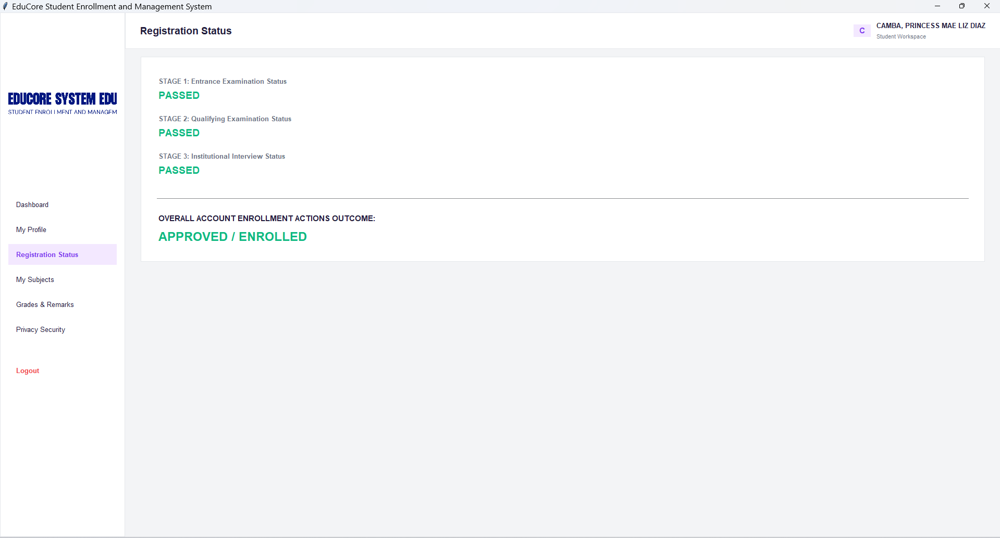 EduCore Student Enrollment and Management System
Registration Status
C
CAMBA, PRINCESS MAE LIZ DIAZ
Student Workspace
EDUCORE SYSTEM EDU
STUDENT ENROLLMENT AND MANAGEM
Dashboard
My Profile
Registration Status
My Subjects
Grades & Remarks
Privacy Security
Logout
STAGE 1: Entrance Examination Status
PASSED
STAGE 2: Qualifying Examination Status
PASSED
STAGE 3: Institutional Interview Status
PASSED
OVERALL ACCOUNT ENROLLMENT ACTIONS OUTCOME:
APPROVED / ENROLLED